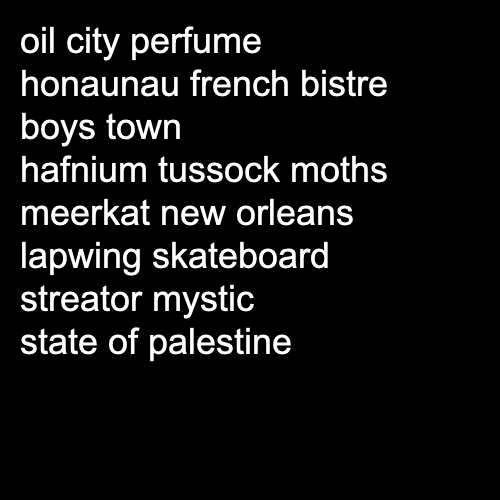 oil city perfume
honaunau french bistre
boys town
hafnium tussock moths
meerkat new orleans
lapwing skateboard
streator mystic
state of palestine